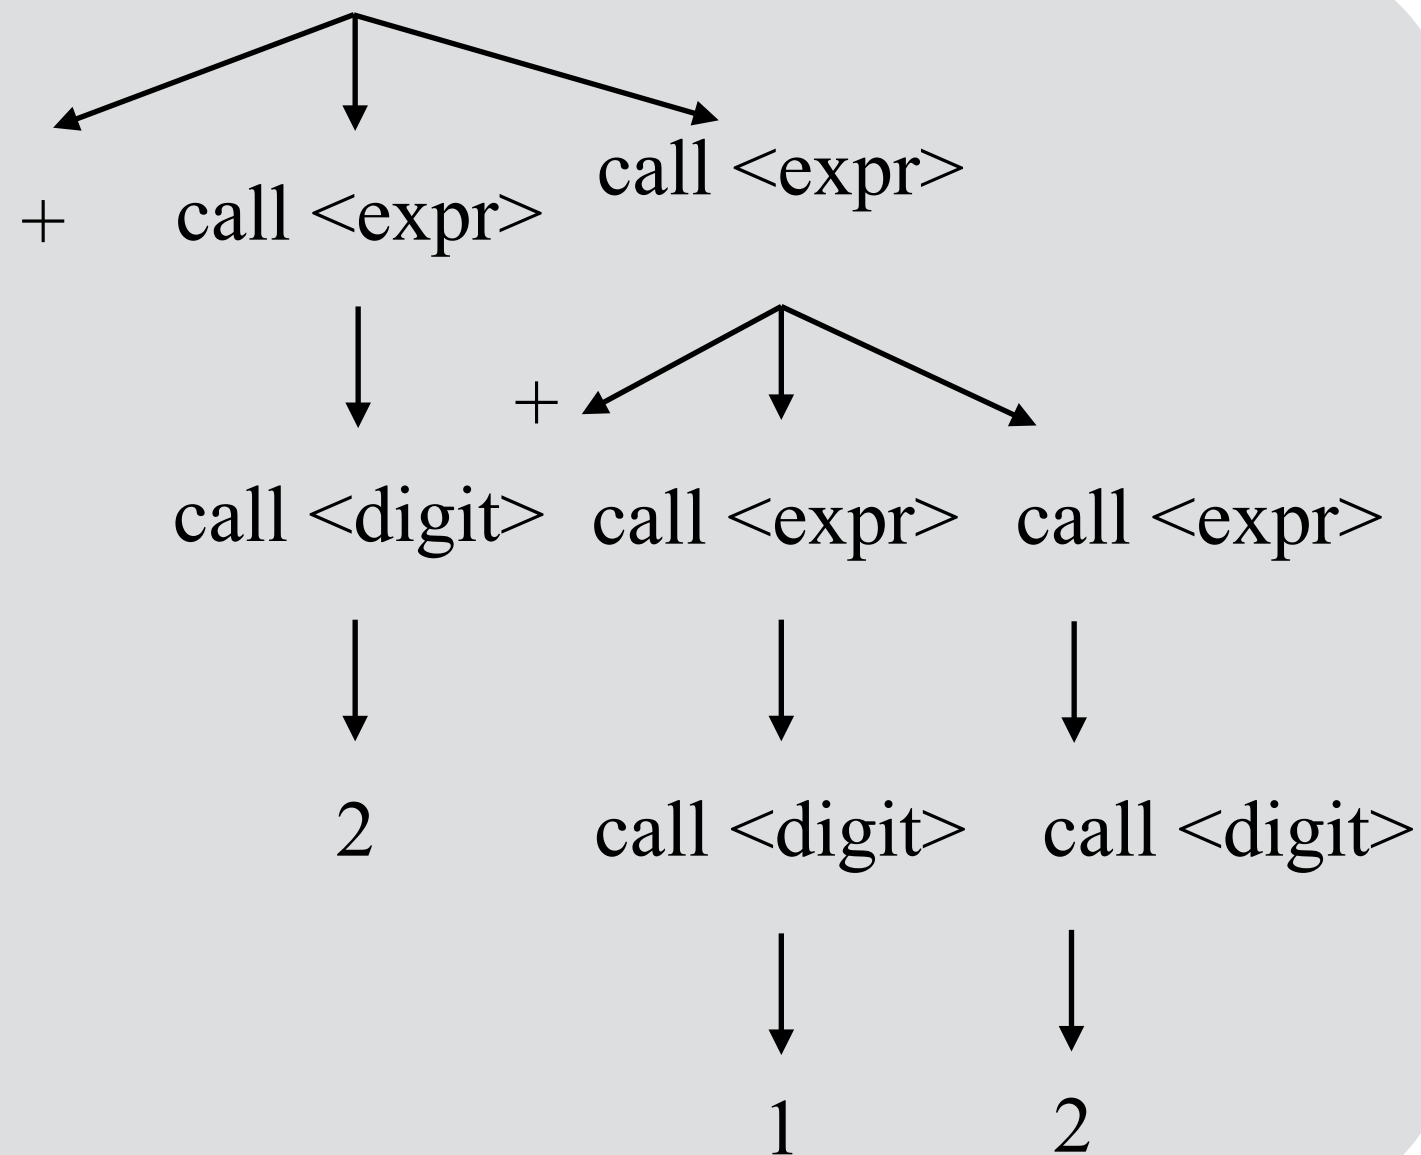 call <expr>
+ call <expr>
+
call <digit> call <expr> call <expr>
2 call <digit> call <digit>
1 2